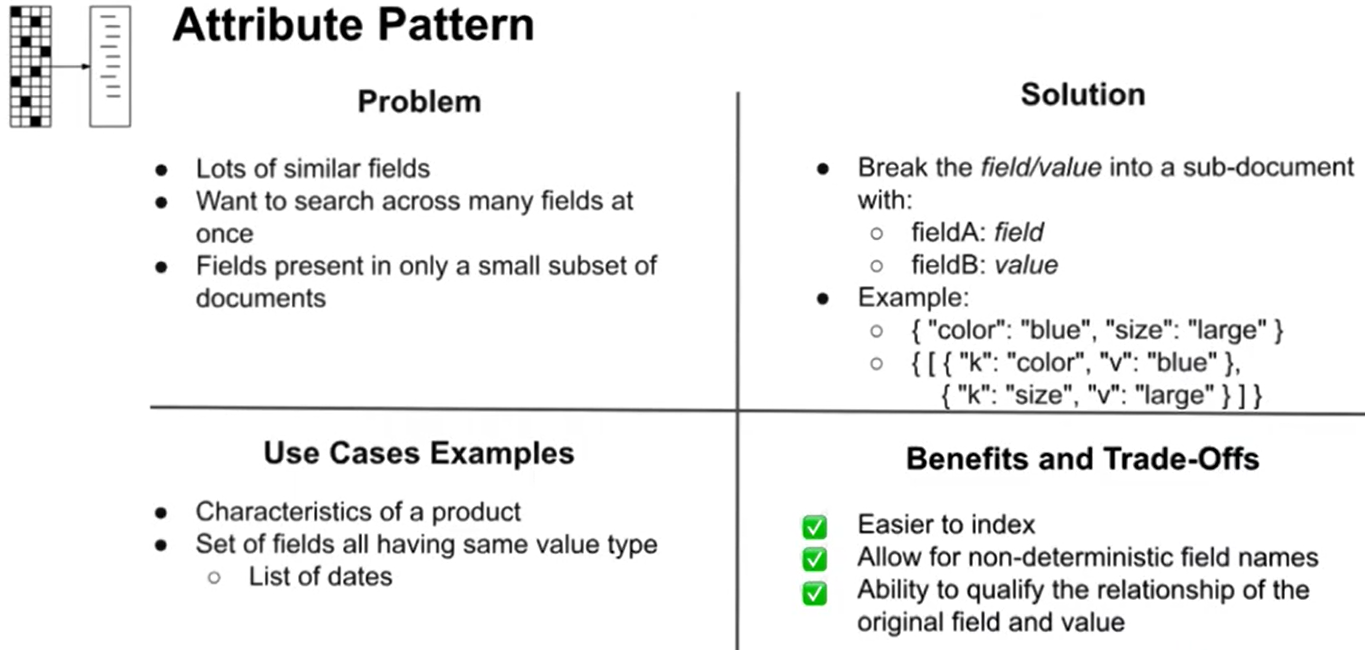 Attribute Pattern
Problem
● Lots of similar fields
● Want to search across many fields at
once
● Fields present in only a small subset of
documents
Solution
● Break the field/value into a sub-document
with:
○ fieldA: field
○ fieldB: value
● Example:
○ { "color": "blue", "size": "large" }
○ { [ { "k": "color", "v": "blue" },
{ "k": "size", "v": "large" } ] }
Use Cases Examples
● Characteristics of a product
● Set of fields all having same value type
○ List of dates
Benefits and Trade-Offs
✅ Easier to index
✅ Allow for non-deterministic field names
✅ Ability to qualify the relationship of the
original field and value